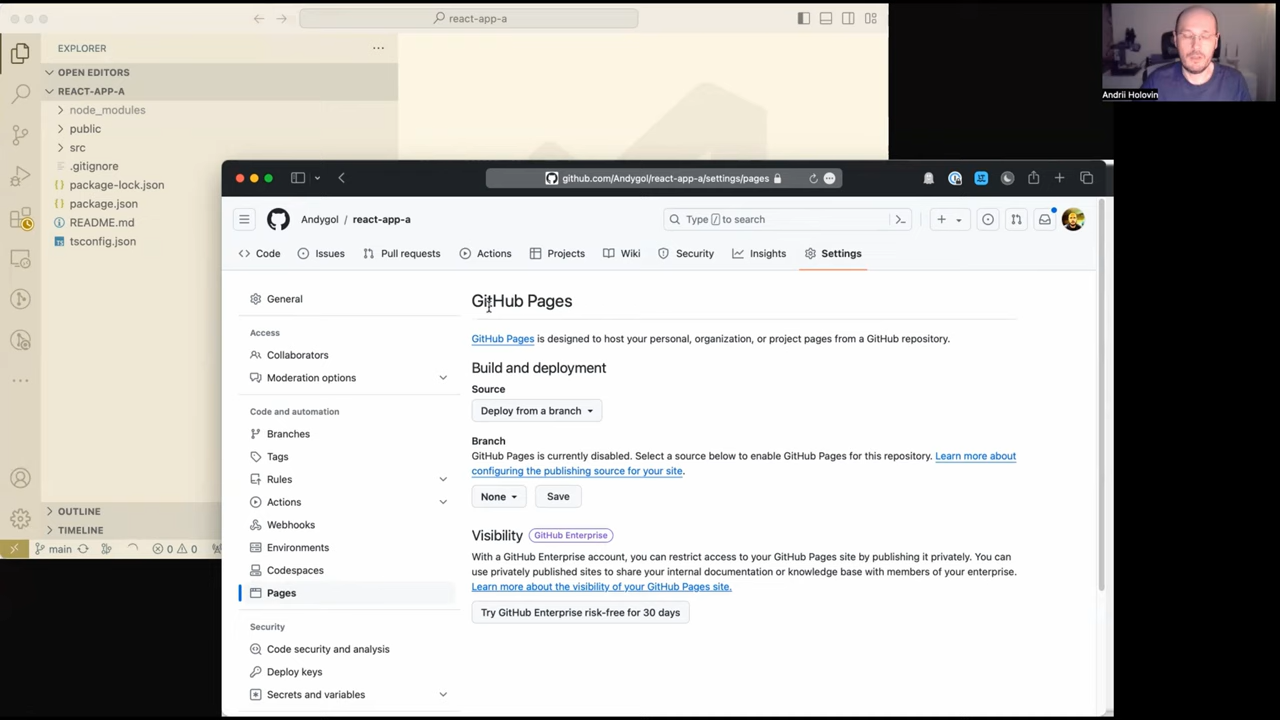 react-app-a
EXPLORER
OPEN EDITORS
REACT-APP-A
node_modules
public
src
.gitignore
package-lock.json
package.json
README.md
tsconfig.json
OUTLINE
TIMELINE
main
0 0
Andrii Holovin
github.com/Andygol/react-app-a/settings/pages
Andygol / react-app-a
Type / to search
Code
Issues
Pull requests
Actions
Projects
Wiki
Security
Insights
Settings
General
Access
Collaborators
Moderation options
Code and automation
Branches
Tags
Rules
Actions
Webhooks
Environments
Codespaces
Pages
Security
Code security and analysis
Deploy keys
Secrets and variables
GitHub Pages
GitHub Pages is designed to host your personal, organization, or project pages from a GitHub repository.
Build and deployment
Source
Deploy from a branch
Branch
GitHub Pages is currently disabled. Select a source below to enable GitHub Pages for this repository. Learn more about
configuring the publishing source for your site.
None
Save
Visibility GitHub Enterprise
With a GitHub Enterprise account, you can restrict access to your GitHub Pages site by publishing it privately. You can
use privately published sites to share your internal documentation or knowledge base with members of your enterprise.
Learn more about the visibility of your GitHub Pages site.
Try GitHub Enterprise risk-free for 30 days